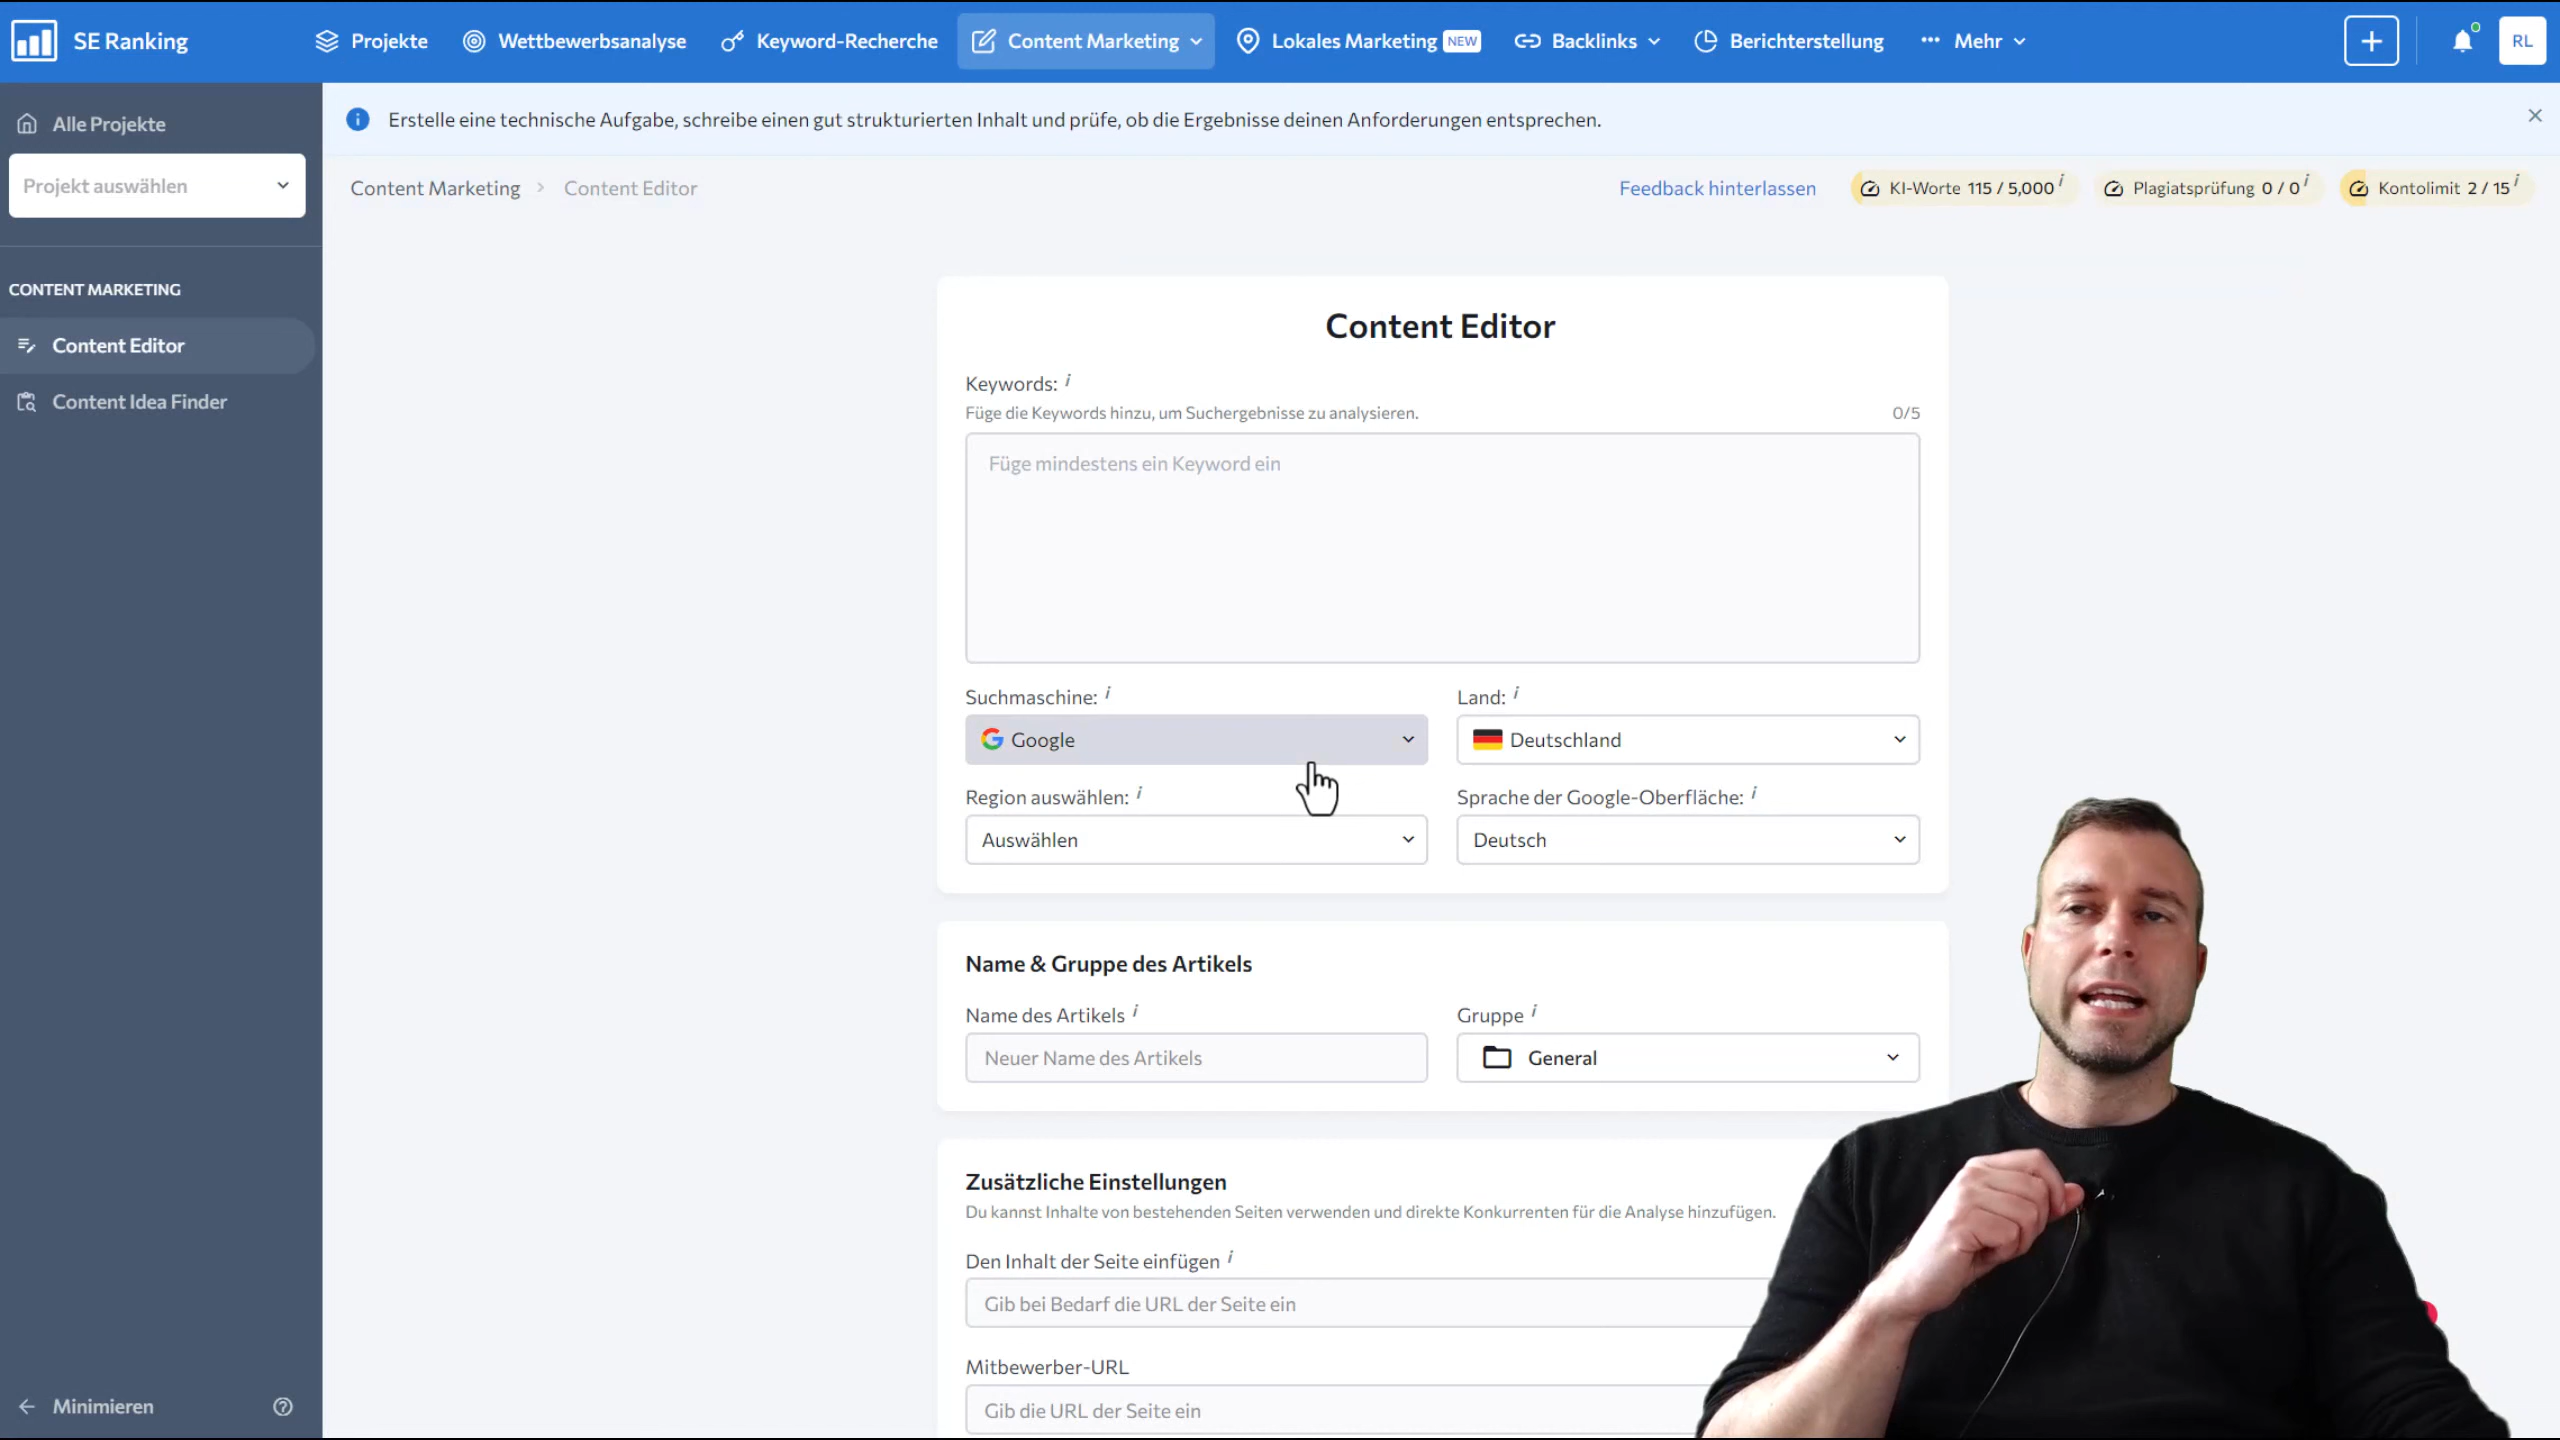 SE Ranking
Projekte
Wettbewerbsanalyse
Keyword-Recherche
Content Marketing
Lokales Marketing NEW
Backlinks
Berichterstellung
Mehr
RL
Alle Projekte
Projekt auswählen
CONTENT MARKETING
Content Editor
Content Idea Finder
Minimieren
Erstelle eine technische Aufgabe, schreibe einen gut strukturierten Inhalt und prüfe, ob die Ergebnisse deinen Anforderungen entsprechen.
Content Marketing > Content Editor
Feedback hinterlassen
KI-Worte 115 / 5,000 i
Plagiatsprüfung 0 / 0 i
Kontolimit 2 / 15 i
Content Editor
Keywords: i
Füge die Keywords hinzu, um Suchergebnisse zu analysieren. 0/5
Füge mindestens ein Keyword ein
Suchmaschine: i
Google
Land: i
Deutschland
Region auswählen: i
Auswählen
Sprache der Google-Oberfläche: i
Deutsch
Name & Gruppe des Artikels
Name des Artikels i
Neuer Name des Artikels
Gruppe i
General
Zusätzliche Einstellungen
Du kannst Inhalte von bestehenden Seiten verwenden und direkte Konkurrenten für die Analyse hinzufügen.
Den Inhalt der Seite einfügen i
Gib bei Bedarf die URL der Seite ein
Mitbewerber-URL
Gib die URL der Seite ein